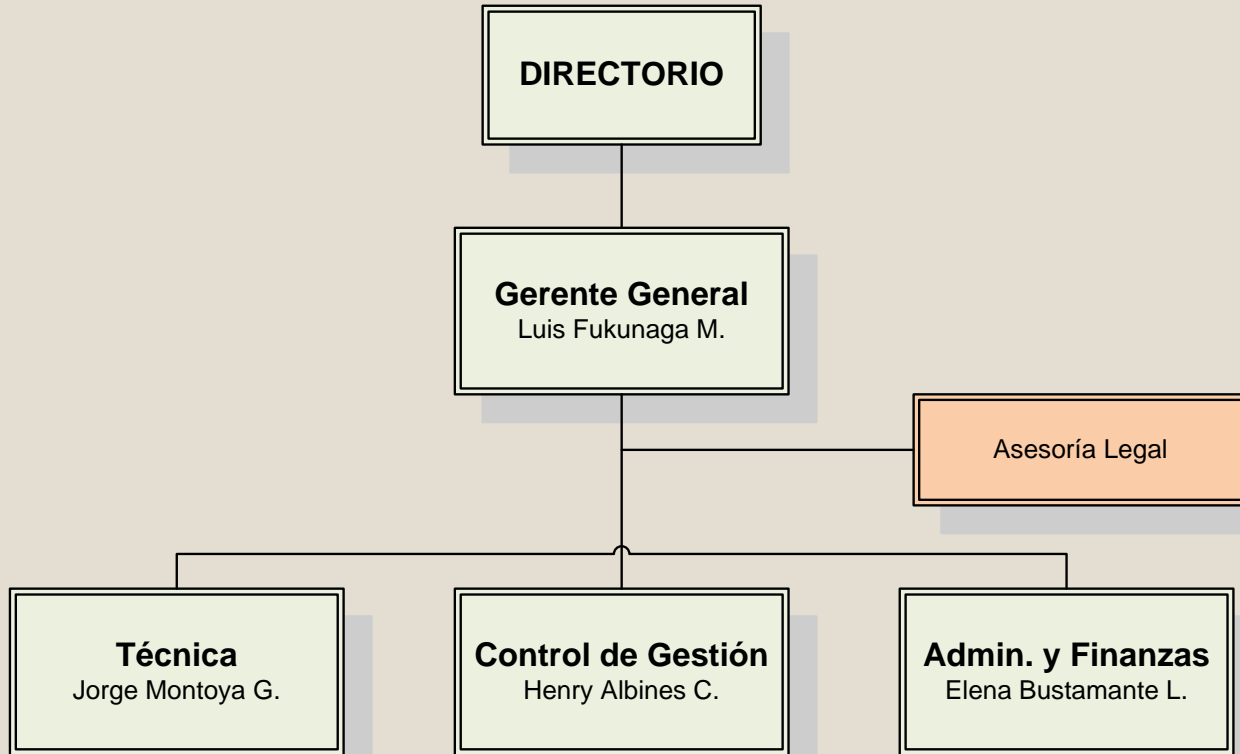 DIRECTORIO
Gerente General
Luis Fukunaga M.
Asesoría Legal
Técnica
Jorge Montoya G.
Control de Gestión
Henry Albines C.
Admin. y Finanzas
Elena Bustamante L.